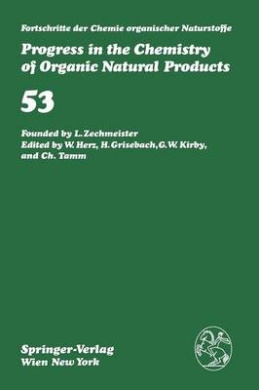 Fortschritte der Chemie organischer Naturstoffe
Progress in the Chemistry
of Organic Natural Products
53
Founded by L. Zechmeister
Edited by W. Herz, H. Grisebach, G. W. Kirby,
and Ch. Tamm
Springer-Verlag
Wien New York